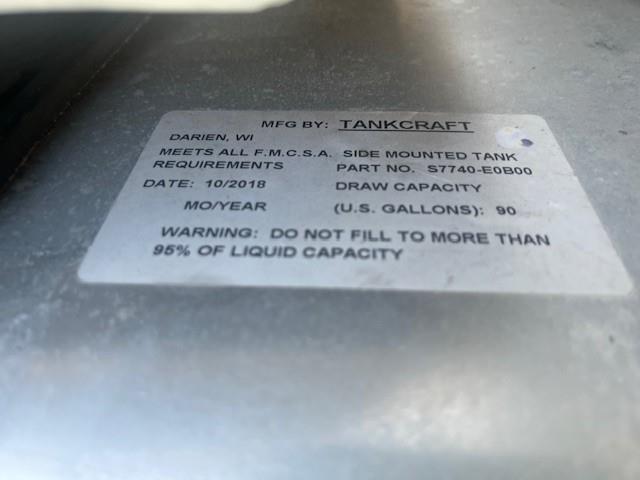 MFG BY: TANKCRAFT
DARIEN, WI
MEETS ALL F.M.C.S.A. SIDE MOUNTED TANK
REQUIREMENTS PART NO. S7740-E0B00
DATE: 10/2018 DRAW CAPACITY
MO/YEAR (U.S. GALLONS): 90
WARNING: DO NOT FILL TO MORE THAN
95% OF LIQUID CAPACITY